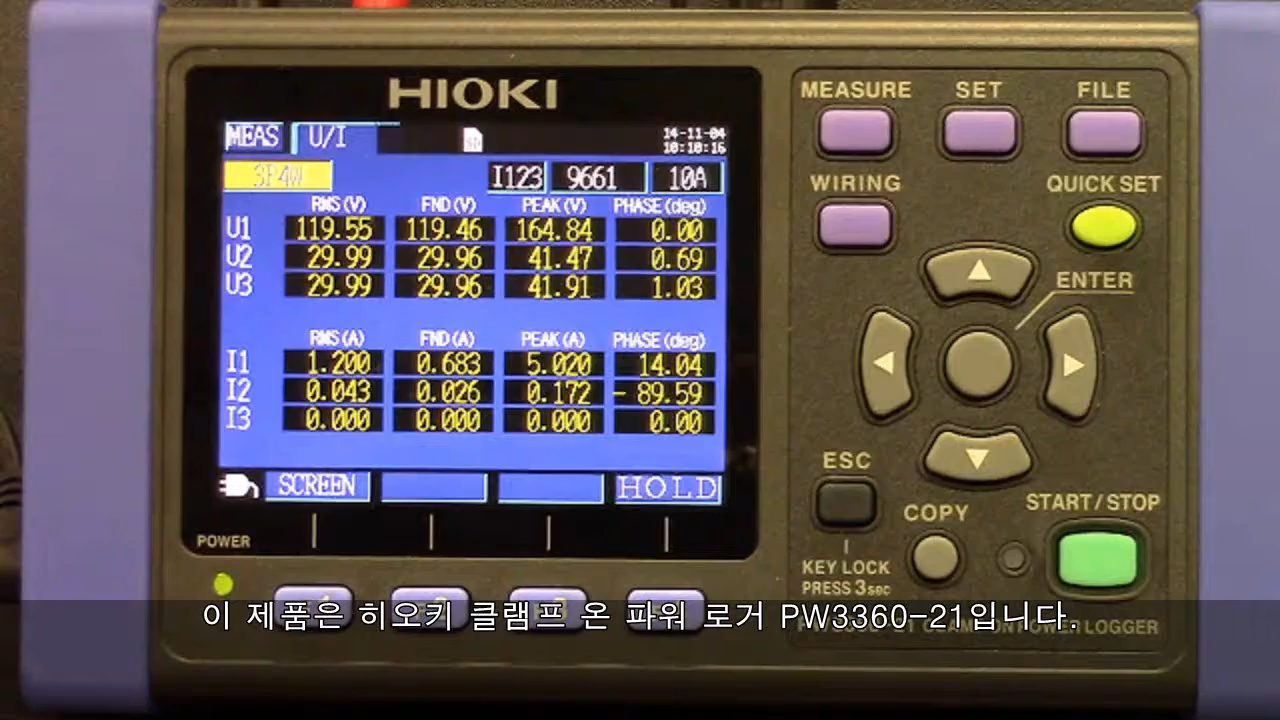 HIOKI
MEAS U/I 14-11-04
10:10:16
3P4W I123 9661 10A
RMS(V) FND(V) PEAK(V) PHASE(deg)
U1 119.55 119.46 164.84 0.00
U2 29.99 29.96 41.47 0.69
U3 29.99 29.96 41.91 1.03
RMS(A) FND(A) PEAK(A) PHASE(deg)
I1 1.200 0.683 5.020 14.04
I2 0.043 0.026 0.172 - 89.59
I3 0.000 0.000 0.000 0.00
SCREEN HOLD
POWER
MEASURE SET FILE
WIRING QUICK SET
ENTER
ESC
COPY START/STOP
KEY LOCK
PRESS 3sec
POWER LOGGER
이 제품은 히오키 클램프 온 파워 로거 PW3360-21입니다.